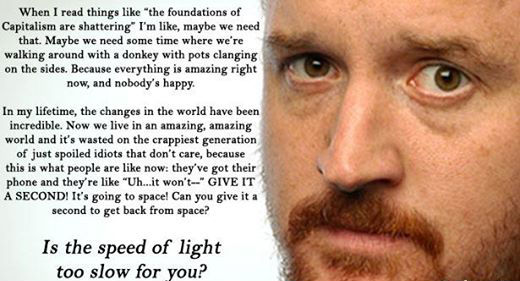 When I read things like “the foundations of
Capitalism are shattering” I'm like, maybe we need
that. Maybe we need some time where we're
walking around with a donkey with pots clanging
on the sides. Because everything is amazing right
now, and nobody's happy.
In my lifetime, the changes in the world have been
incredible. Now we live in an amazing, amazing
world and it's wasted on the crappiest generation
of just spoiled idiots that don't care, because
this is what people are like now: they've got their
phone and they're like “Uh...it won't--” GIVE IT
A SECOND! It's going to space! Can you give it a
second to get back from space?
Is the speed of light
too slow for you?